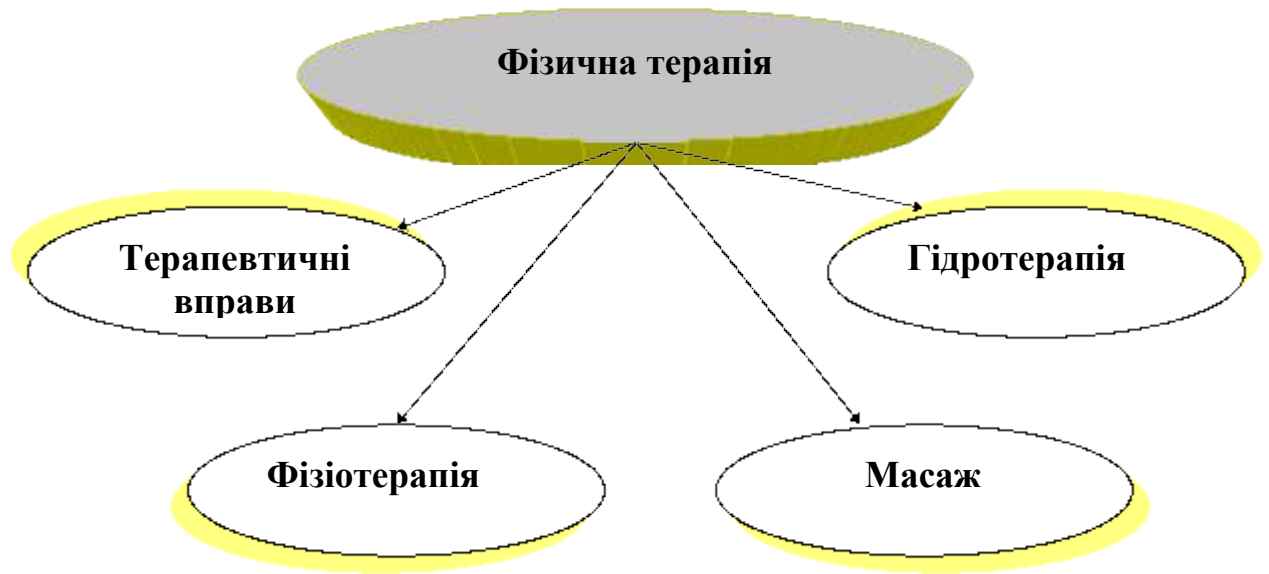 Фізична терапія
Терапевтичні
вправи
Гідротерапія
Фізіотерапія
Масаж